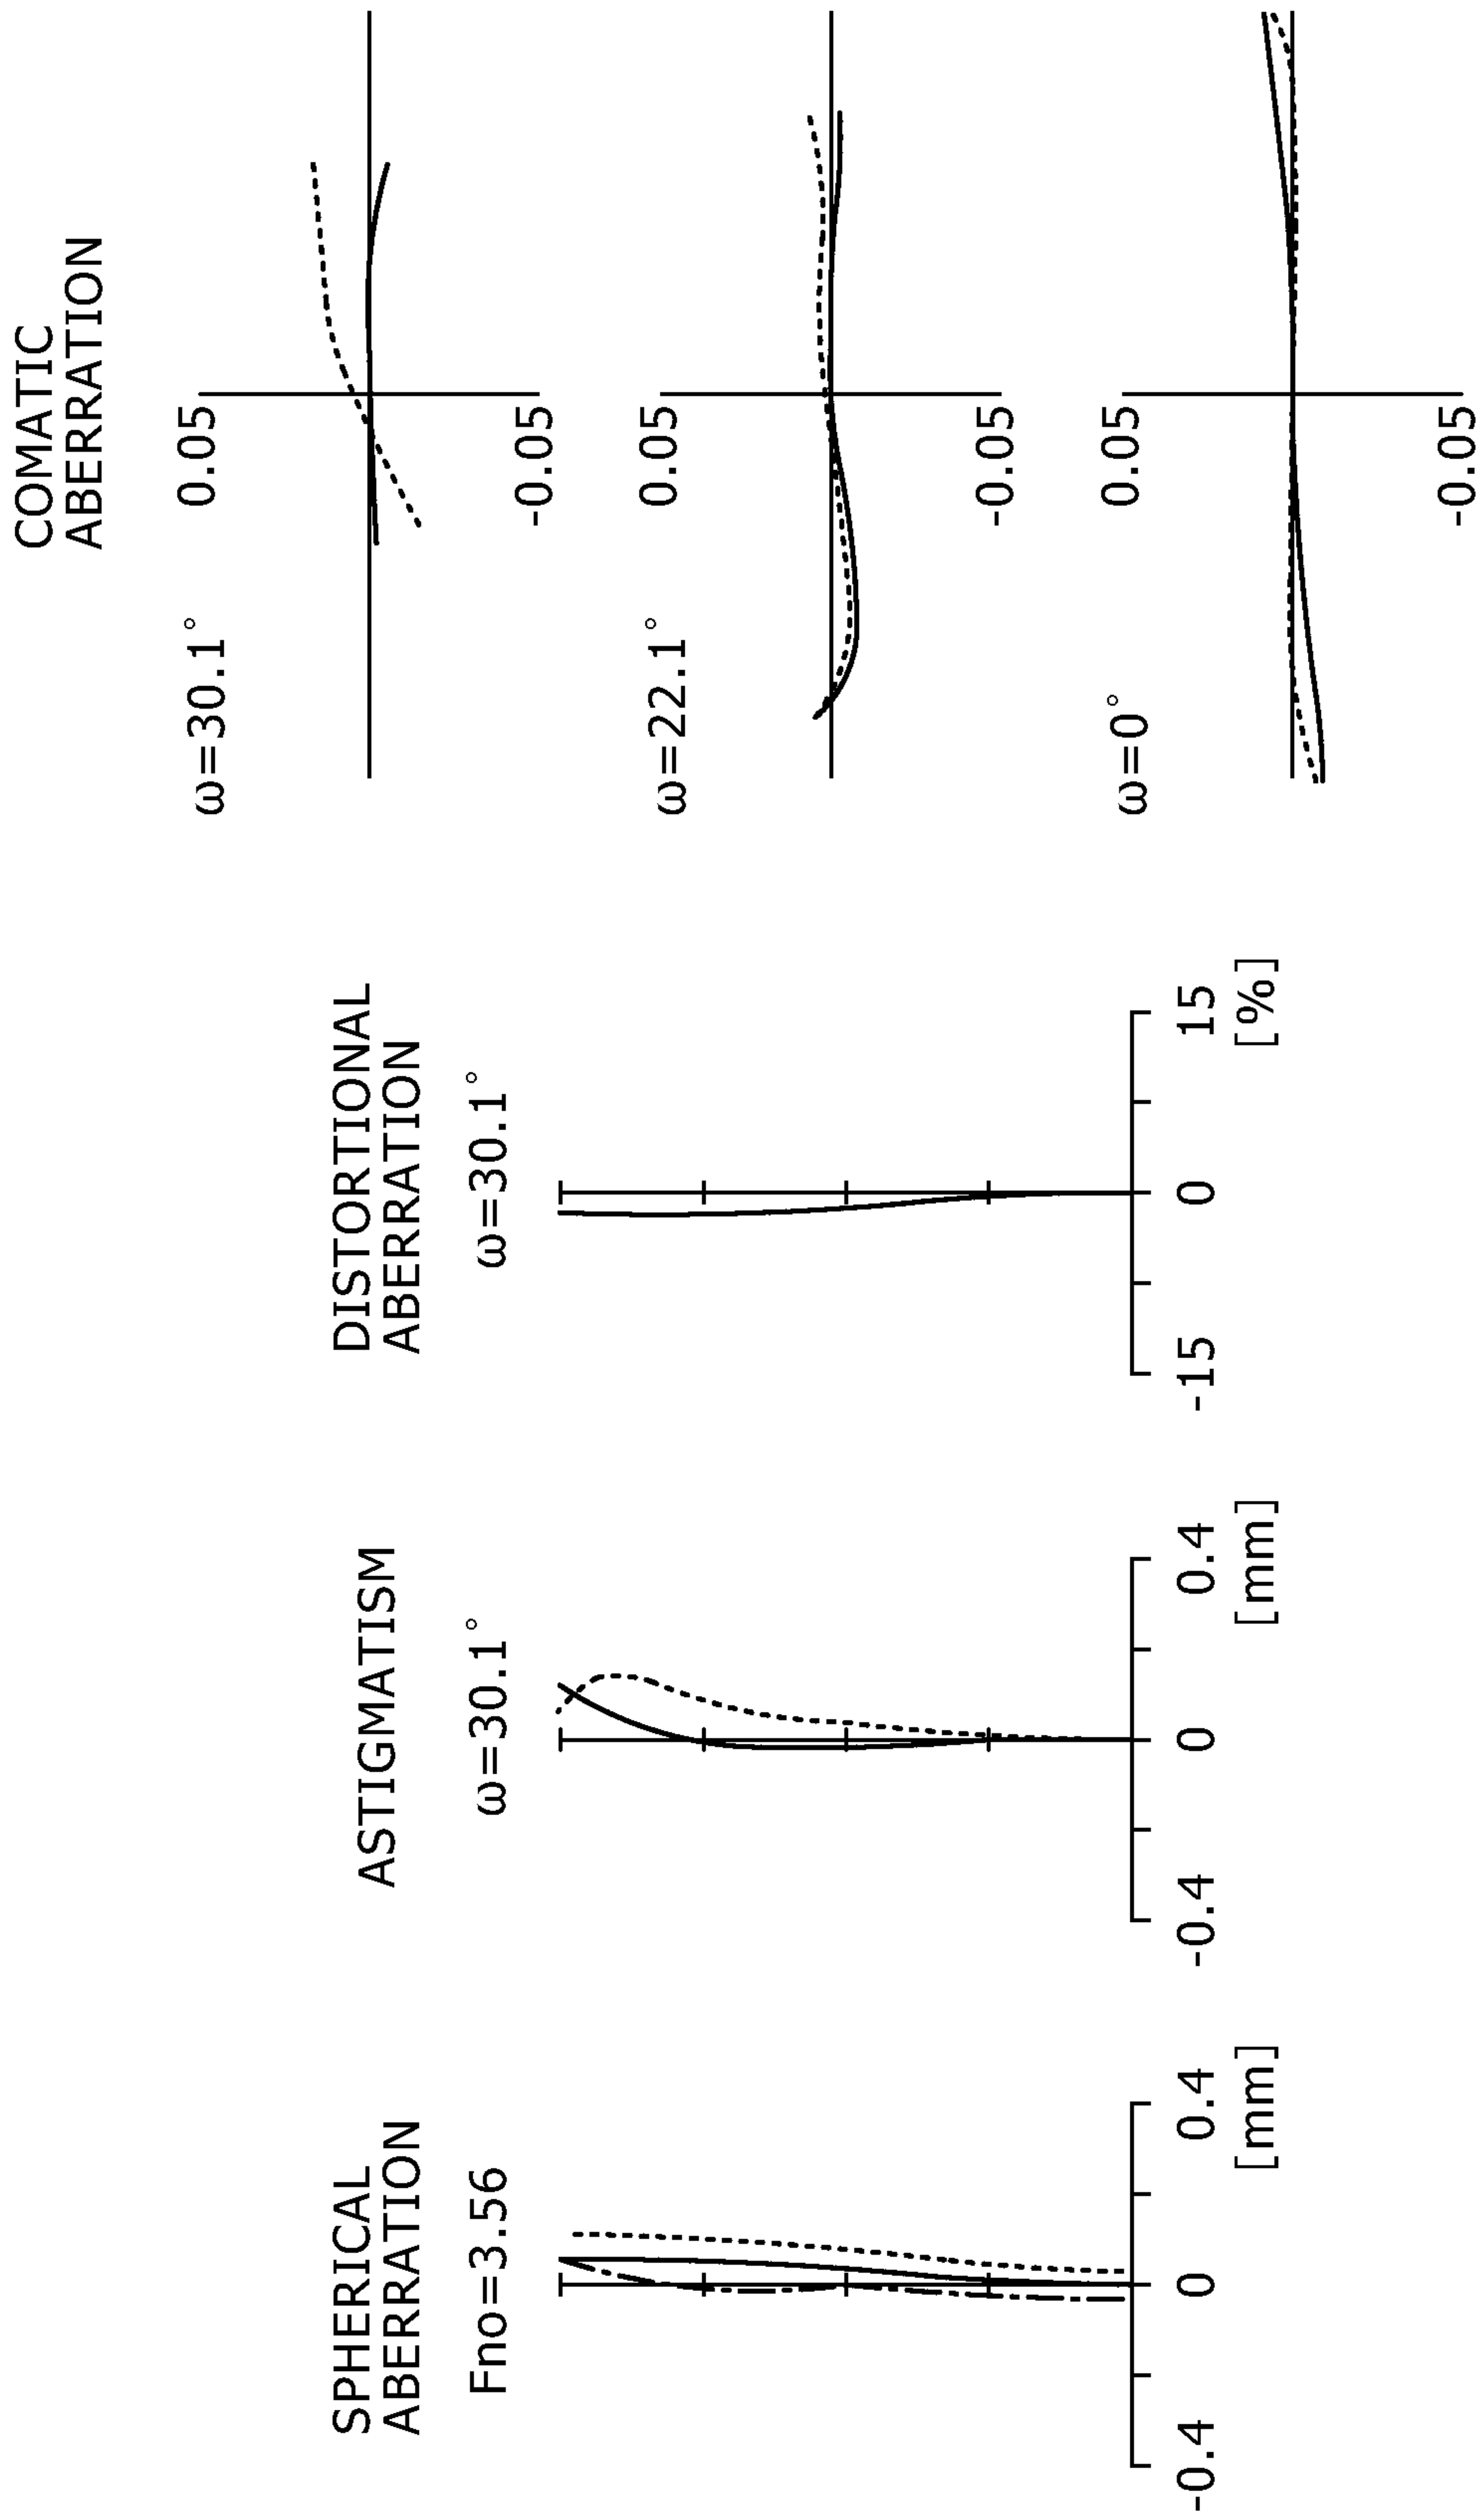 SPHERICAL
ABERRATION
Fno=3.56
-0.4
0
0.4
[mm]
ASTIGMATISM
ω=30.1°
-0.4
0
0.4
[mm]
DISTORTIONAL
ABERRATION
ω=30.1°
-15
0
15
[%]
COMATIC
ABERRATION
ω=30.1°
0.05
-0.05
ω=22.1°
0.05
-0.05
ω=0°
0.05
-0.05